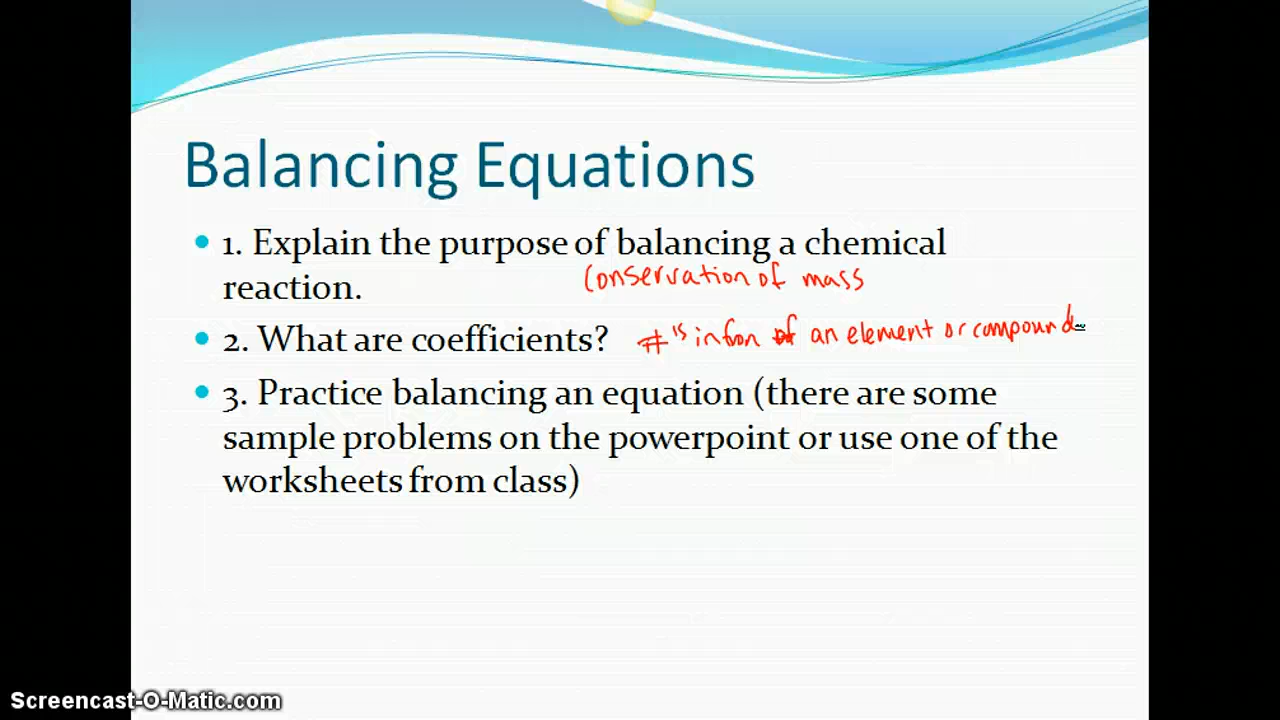 Balancing Equations
• 1. Explain the purpose of balancing a chemical
reaction.
Conservation of mass
• 2. What are coefficients? #'s in fron of an element or compound
• 3. Practice balancing an equation (there are some
sample problems on the powerpoint or use one of the
worksheets from class)
Screencast-O-Matic.com